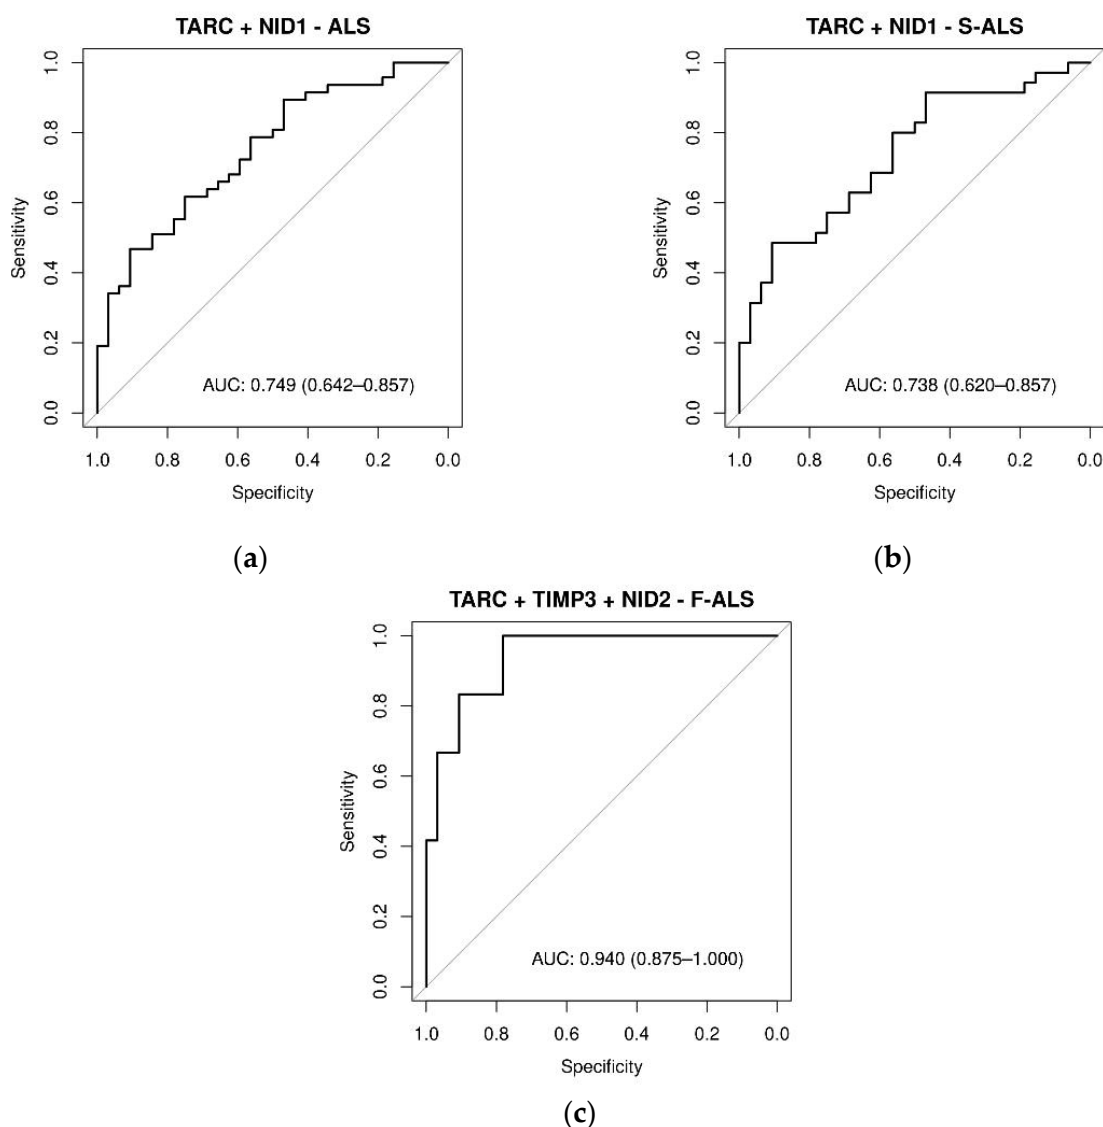 TARC + NID1 - ALS
1.0
0.8
0.6
0.4
0.2
0.0
Sensitivity
AUC: 0.749 (0.642–0.857)
1.0 0.8 0.6 0.4 0.2 0.0
Specificity
(a)
TARC + NID1 - S-ALS
1.0
0.8
0.6
0.4
0.2
0.0
Sensitivity
AUC: 0.738 (0.620–0.857)
1.0 0.8 0.6 0.4 0.2 0.0
Specificity
(b)
TARC + TIMP3 + NID2 - F-ALS
1.0
0.8
0.6
0.4
0.2
0.0
Sensitivity
AUC: 0.940 (0.875–1.000)
1.0 0.8 0.6 0.4 0.2 0.0
Specificity
(c)